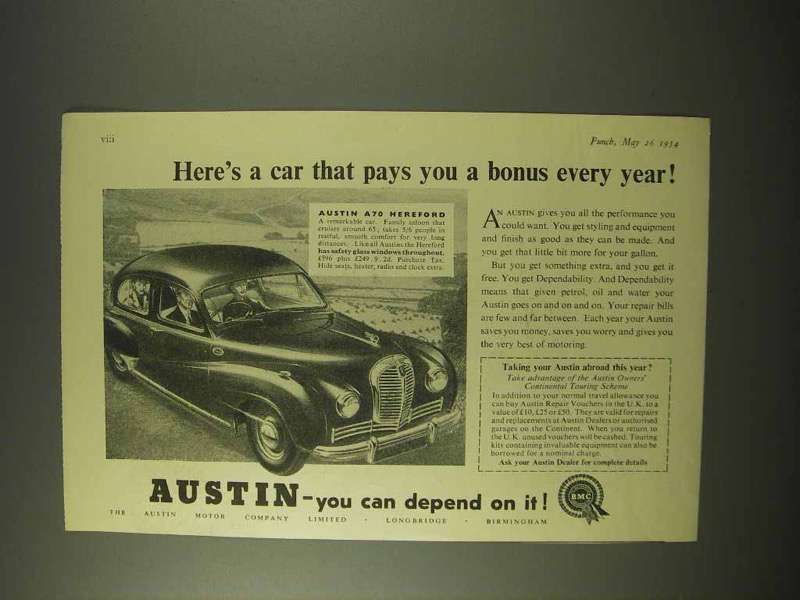 viii
Punch, May 26 1954
Here's a car that pays you a bonus every year!
AUSTIN A70 HEREFORD
A remarkable car. Family saloon that
cruises around 65; takes 5/6 people in
restful, smooth comfort for very long
distances. Like all Austins the Hereford
has safety glass windows throughout.
£596 plus £249. 9. 2d. Purchase Tax.
Hide seats, heater, radio and clock extra.
AN AUSTIN gives you all the performance you
could want. You get styling and equipment
and finish as good as they can be made. And
you get that little bit more for your gallon.
But you get something extra, and you get it
free. You get Dependability. And Dependability
means that given petrol, oil and water your
Austin goes on and on and on. Your repair bills
are few and far between. Each year your Austin
saves you money, saves you worry and gives you
the very best of motoring.
Taking your Austin abroad this year?
Take advantage of the Austin Owners'
Continental Touring Scheme
In addition to your normal travel allowance you
can buy Austin Repair Vouchers in the U.K. to a
value of £10, £25 or £50. They are valid for repairs
and replacements at Austin Dealers or authorised
garages on the Continent. When you return to
the U.K. unused vouchers will be cashed. Touring
kits containing invaluable equipment can also be
borrowed for a nominal charge.
Ask your Austin Dealer for complete details
AUSTIN – you can depend on it!
BMC
THE AUSTIN MOTOR COMPANY LIMITED · LONGBRIDGE · BIRMINGHAM